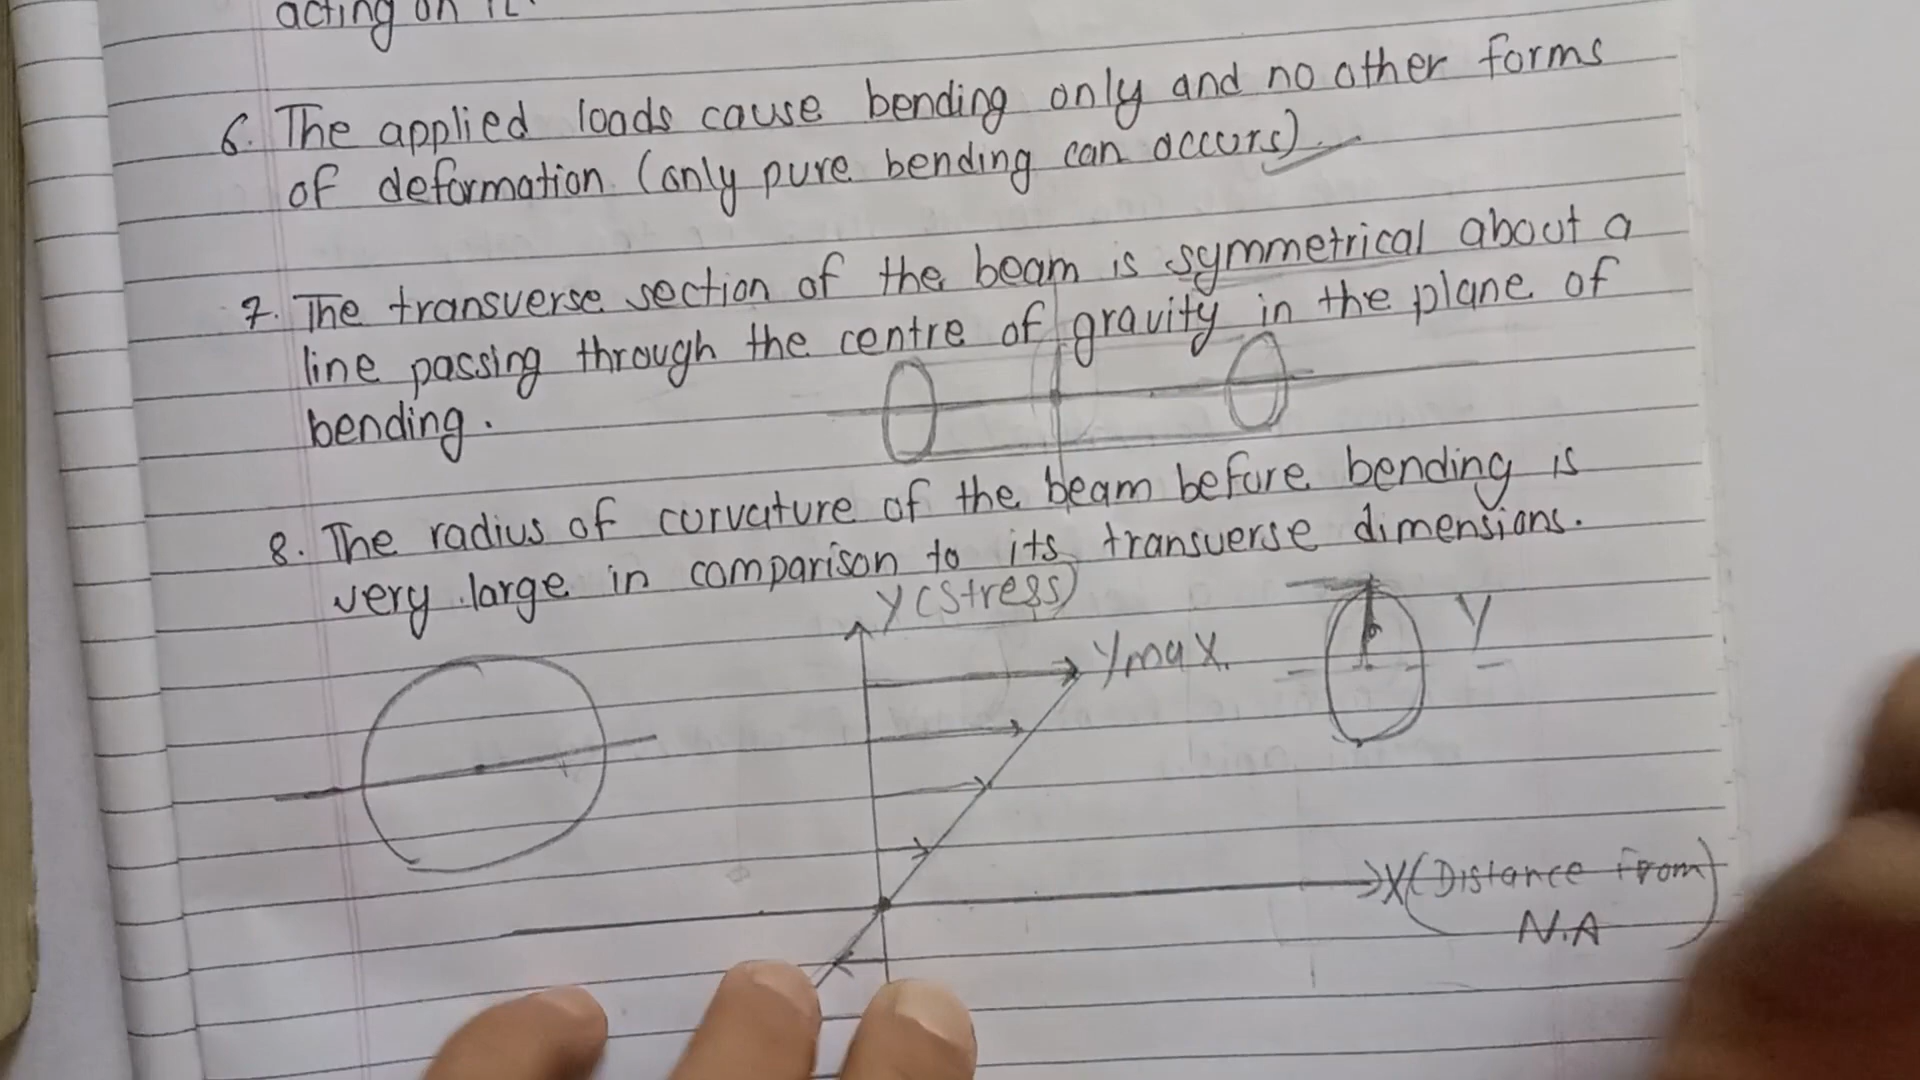 acting on it.
6. The applied loads cause bending only and no other forms
of deformation (only pure bending can occurs).
7. The transverse section of the beam is symmetrical about a
line passing through the centre of gravity in the plane of
bending.
8. The radius of curvature of the beam before bending is
very large in comparison to its transverse dimensions.
Y (Stress)
Ymax.
Y
X (Distance from
N.A)